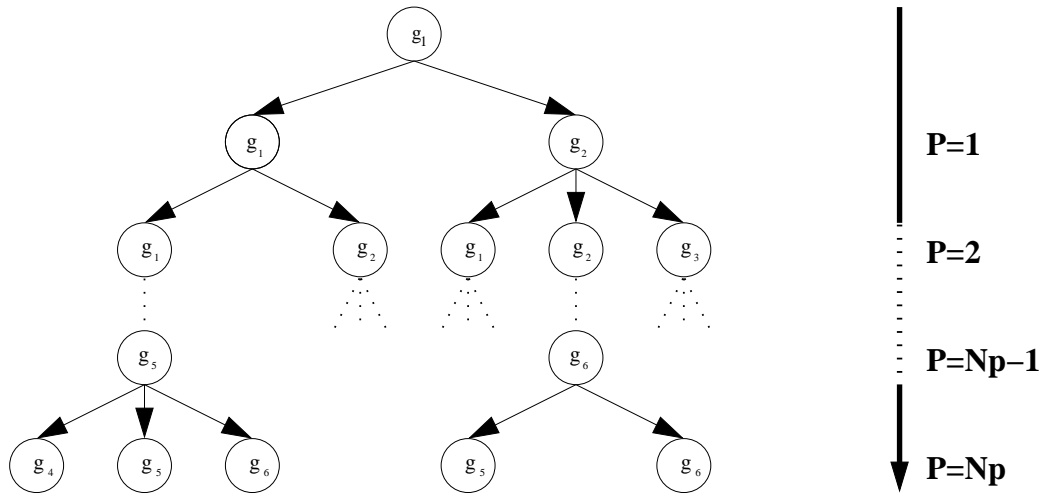 g₁
g₁ g₂ P=1
g₁ g₂ g₁ g₂ g₃ P=2
g₅ g₆ P=Np−1
g₄ g₅ g₆ g₅ g₆ P=Np